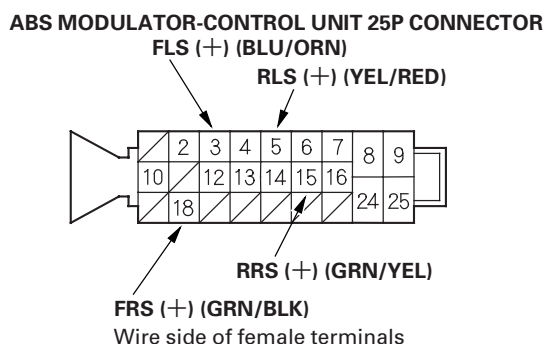 ABS MODULATOR-CONTROL UNIT 25P CONNECTOR
FLS (+) (BLU/ORN)
RLS (+) (YEL/RED)
2 3 4 5 6 7 8 9
10 12 13 14 15 16
18 24 25
RRS (+) (GRN/YEL)
FRS (+) (GRN/BLK)
Wire side of female terminals